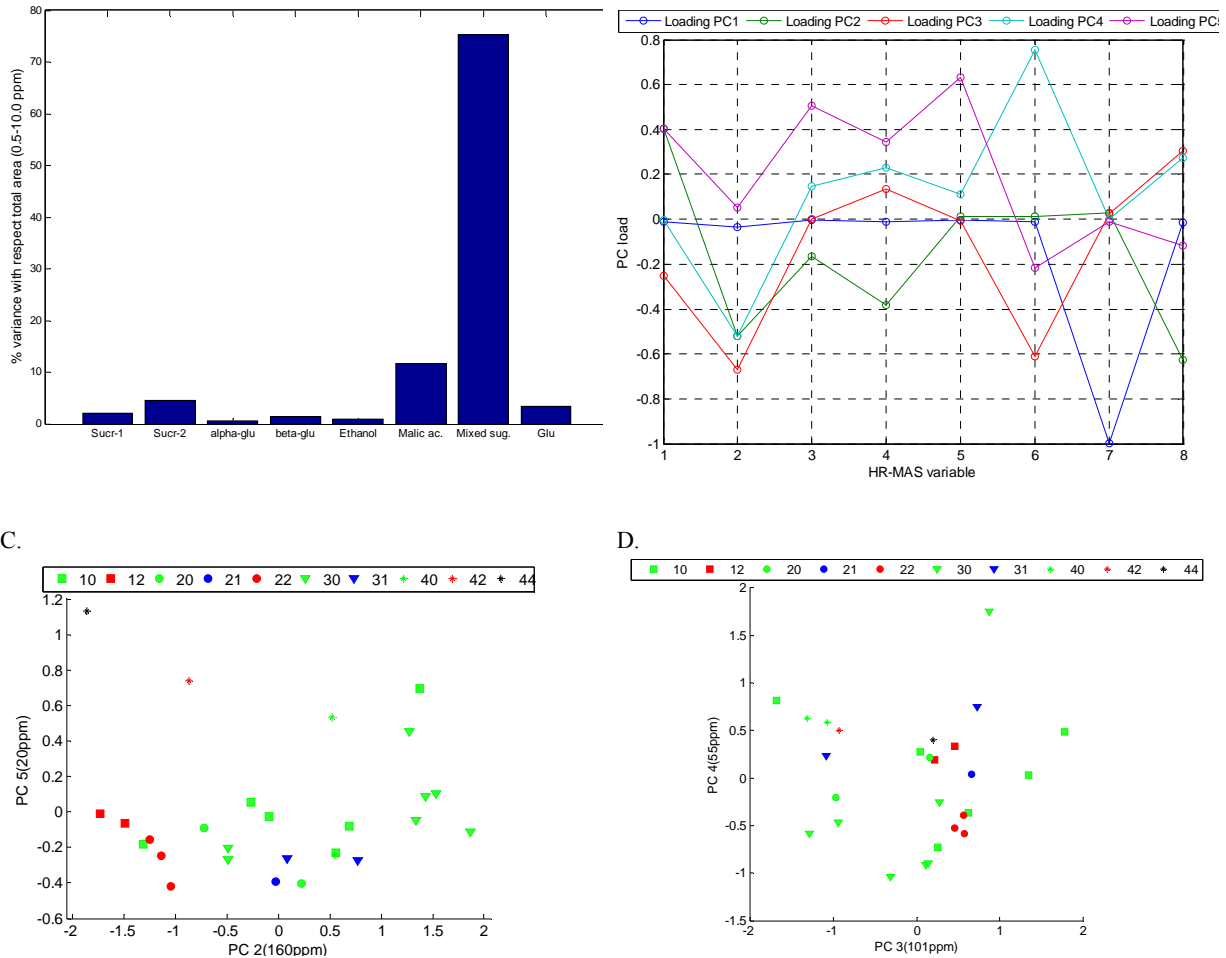 80
70
60
50
40
30
20
10
0
% variance with respect total area (0.5-10.0 ppm)
Sucr-1 Sucr-2 alpha-glu beta-glu Ethanol Malic ac. Mixed sug. Glu
Loading PC1 Loading PC2 Loading PC3 Loading PC4 Loading PC5
0.8
0.6
0.4
0.2
0
-0.2
-0.4
-0.6
-0.8
-1
PC load
1 2 3 4 5 6 7 8
HR-MAS variable
C.
10 12 20 21 22 30 31 40 42 44
1.2
1
0.8
0.6
0.4
0.2
0
-0.2
-0.4
-0.6
PC 5(20ppm)
-2 -1.5 -1 -0.5 0 0.5 1 1.5 2
PC 2(160ppm)
D.
10 12 20 21 22 30 31 40 42 44
2
1.5
1
0.5
0
-0.5
-1
-1.5
PC 4(55ppm)
-2 -1 0 1 2
PC 3(101ppm)